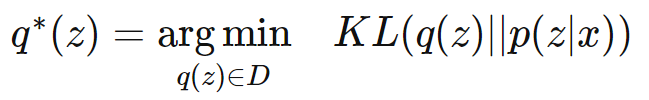 q*(z) = arg min KL(q(z)||p(z|x))
q(z)∈D